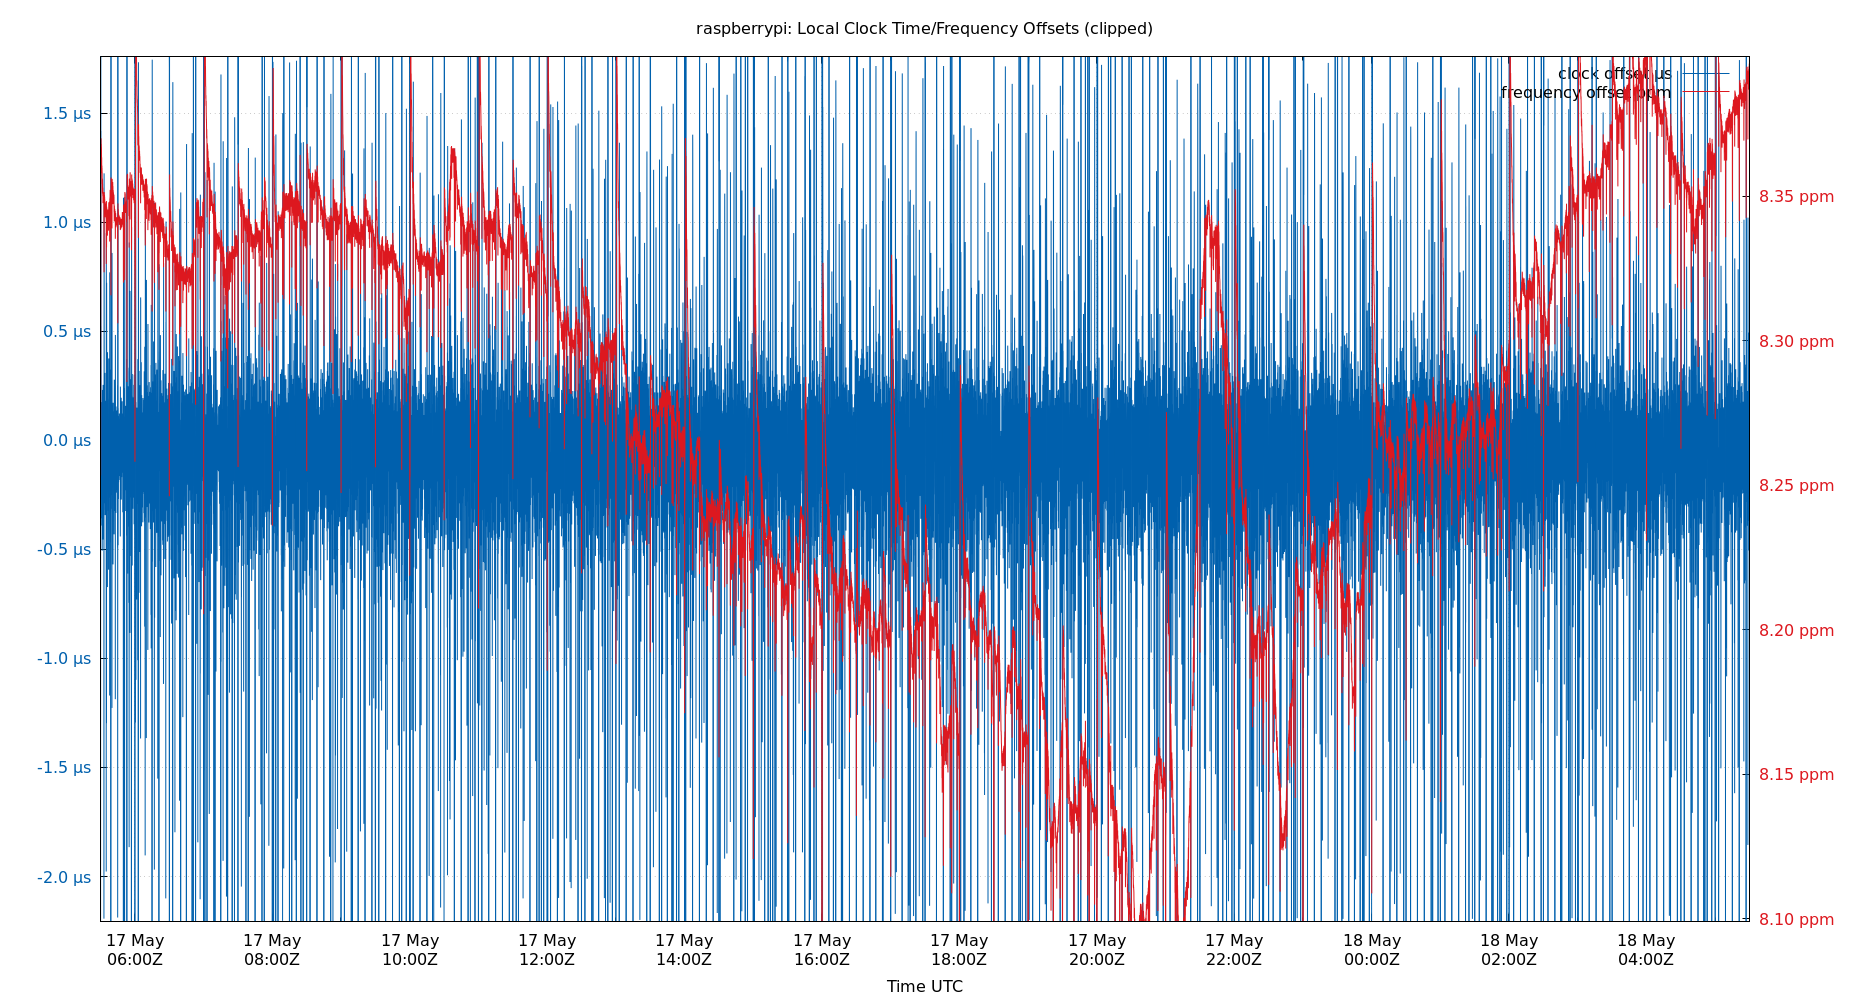 raspberrypi: Local Clock Time/Frequency Offsets (clipped)
clock offset µs
frequency offset ppm
1.5 µs
1.0 µs
0.5 µs
0.0 µs
-0.5 µs
-1.0 µs
-1.5 µs
-2.0 µs
8.35 ppm
8.30 ppm
8.25 ppm
8.20 ppm
8.15 ppm
8.10 ppm
17 May 17 May 17 May 17 May 17 May 17 May 17 May 17 May 17 May 18 May 18 May 18 May
06:00Z 08:00Z 10:00Z 12:00Z 14:00Z 16:00Z 18:00Z 20:00Z 22:00Z 00:00Z 02:00Z 04:00Z
Time UTC